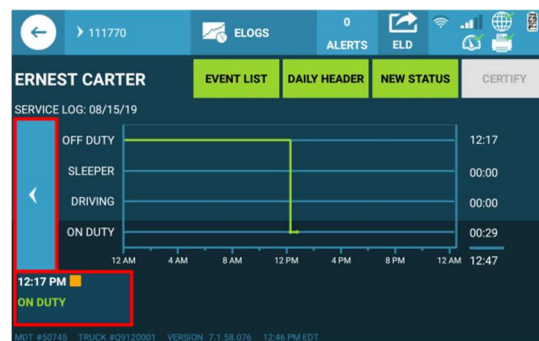 111770
ELOGS
0
ALERTS
ELD
ERNEST CARTER
EVENT LIST
DAILY HEADER
NEW STATUS
CERTIFY
SERVICE LOG: 08/15/19
OFF DUTY 12:17
SLEEPER 00:00
DRIVING 00:00
ON DUTY 00:29
12 AM 4 AM 8 AM 12 PM 4 PM 8 PM 12 AM 12:47
12:17 PM
ON DUTY
MDT #50745 TRUCK #Q9120001 VERSION 7.1.58.076 12:46 PM EDT